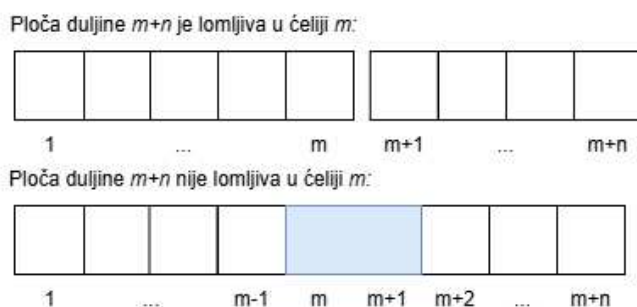 Ploča duljine m+n je lomljiva u ćeliji m:
1 ... m m+1 ... m+n
Ploča duljine m+n nije lomljiva u ćeliji m:
1 ... m-1 m m+1 m+2 ... m+n